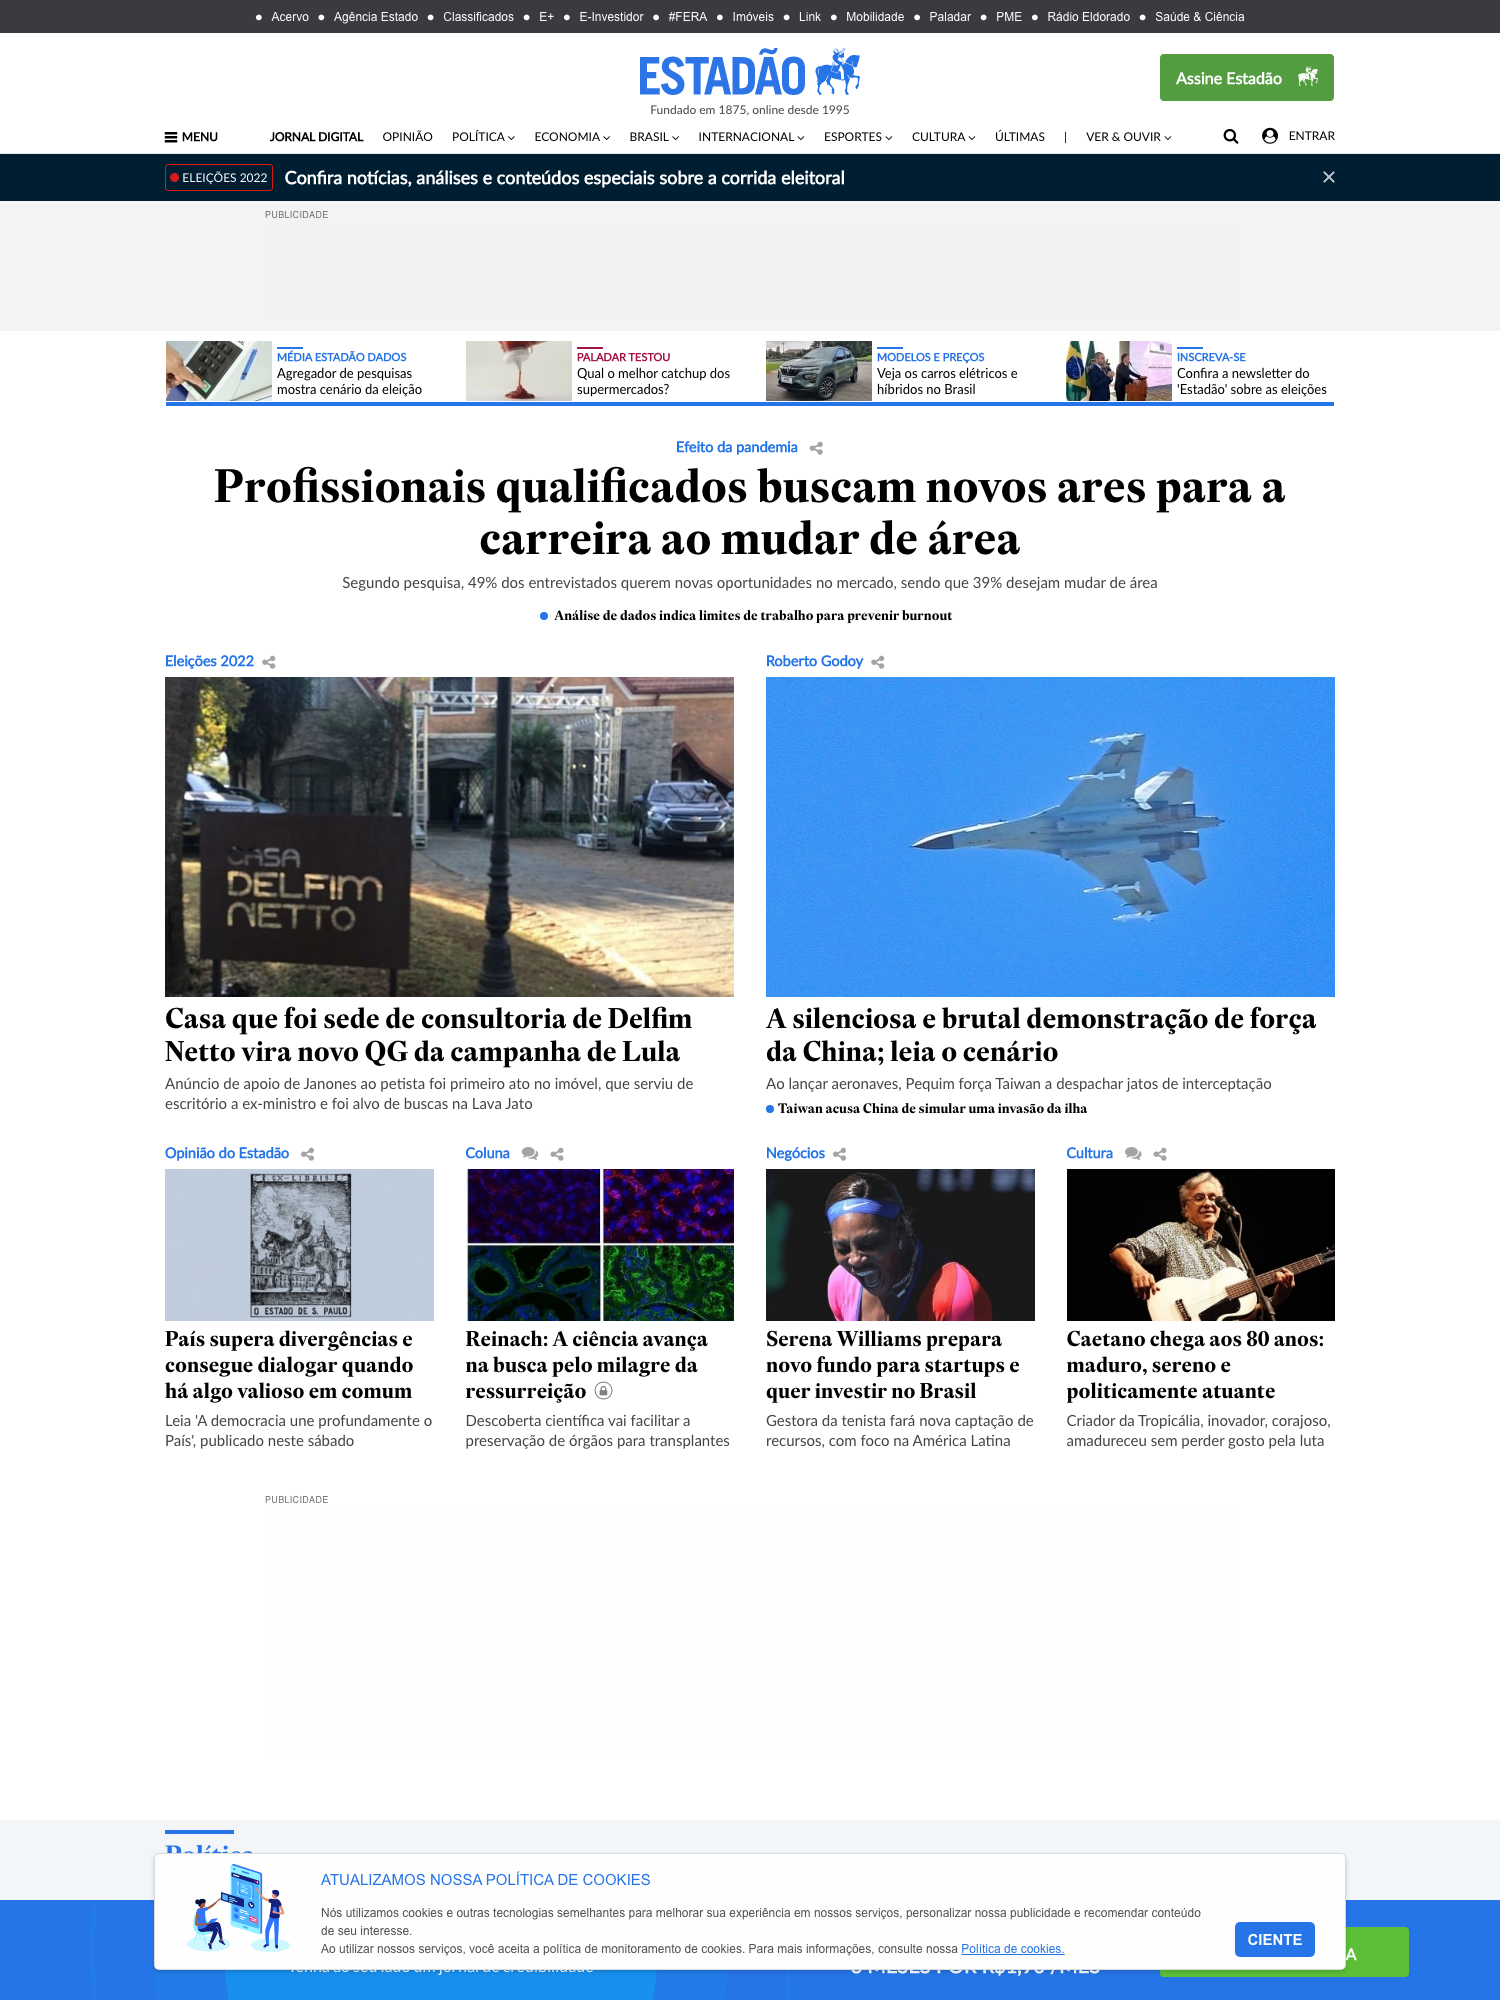 Acervo Agência Estado Classificados E+ E-Investidor #FERA Imóveis Link Mobilidade Paladar PME Rádio Eldorado Saúde & Ciência
ESTADÃO
Fundado em 1875, online desde 1995
Assine Estadão
MENU JORNAL DIGITAL OPINIÃO POLÍTICA ECONOMIA BRASIL INTERNACIONAL ESPORTES CULTURA ÚLTIMAS | VER & OUVIR ENTRAR
ELEIÇÕES 2022 Confira notícias, análises e conteúdos especiais sobre a corrida eleitoral
PUBLICIDADE
MÉDIA ESTADÃO DADOS
Agregador de pesquisas
mostra cenário da eleição
PALADAR TESTOU
Qual o melhor catchup dos
supermercados?
MODELOS E PREÇOS
Veja os carros elétricos e
híbridos no Brasil
INSCREVA-SE
Confira a newsletter do
'Estadão' sobre as eleições
Efeito da pandemia
Profissionais qualificados buscam novos ares para a
carreira ao mudar de área
Segundo pesquisa, 49% dos entrevistados querem novas oportunidades no mercado, sendo que 39% desejam mudar de área
Análise de dados indica limites de trabalho para prevenir burnout
Eleições 2022
CASA
DELFIM
NETTO
Casa que foi sede de consultoria de Delfim
Netto vira novo QG da campanha de Lula
Anúncio de apoio de Janones ao petista foi primeiro ato no imóvel, que serviu de
escritório a ex-ministro e foi alvo de buscas na Lava Jato
Roberto Godoy
A silenciosa e brutal demonstração de força
da China; leia o cenário
Ao lançar aeronaves, Pequim força Taiwan a despachar jatos de interceptação
Taiwan acusa China de simular uma invasão da ilha
Opinião do Estadão
EX-LIBRIS
O ESTADO DE S. PAULO
País supera divergências e
consegue dialogar quando
há algo valioso em comum
Leia 'A democracia une profundamente o
País', publicado neste sábado
Coluna
Reinach: A ciência avança
na busca pelo milagre da
ressurreição
Descoberta científica vai facilitar a
preservação de órgãos para transplantes
Negócios
Serena Williams prepara
novo fundo para startups e
quer investir no Brasil
Gestora da tenista fará nova captação de
recursos, com foco na América Latina
Cultura
Caetano chega aos 80 anos:
maduro, sereno e
politicamente atuante
Criador da Tropicália, inovador, corajoso,
amadureceu sem perder gosto pela luta
PUBLICIDADE
Política
ATUALIZAMOS NOSSA POLÍTICA DE COOKIES
Nós utilizamos cookies e outras tecnologias semelhantes para melhorar sua experiência em nossos serviços, personalizar nossa publicidade e recomendar conteúdo
de seu interesse.
Ao utilizar nossos serviços, você aceita a política de monitoramento de cookies. Para mais informações, consulte nossa Política de cookies.
CIENTE
A